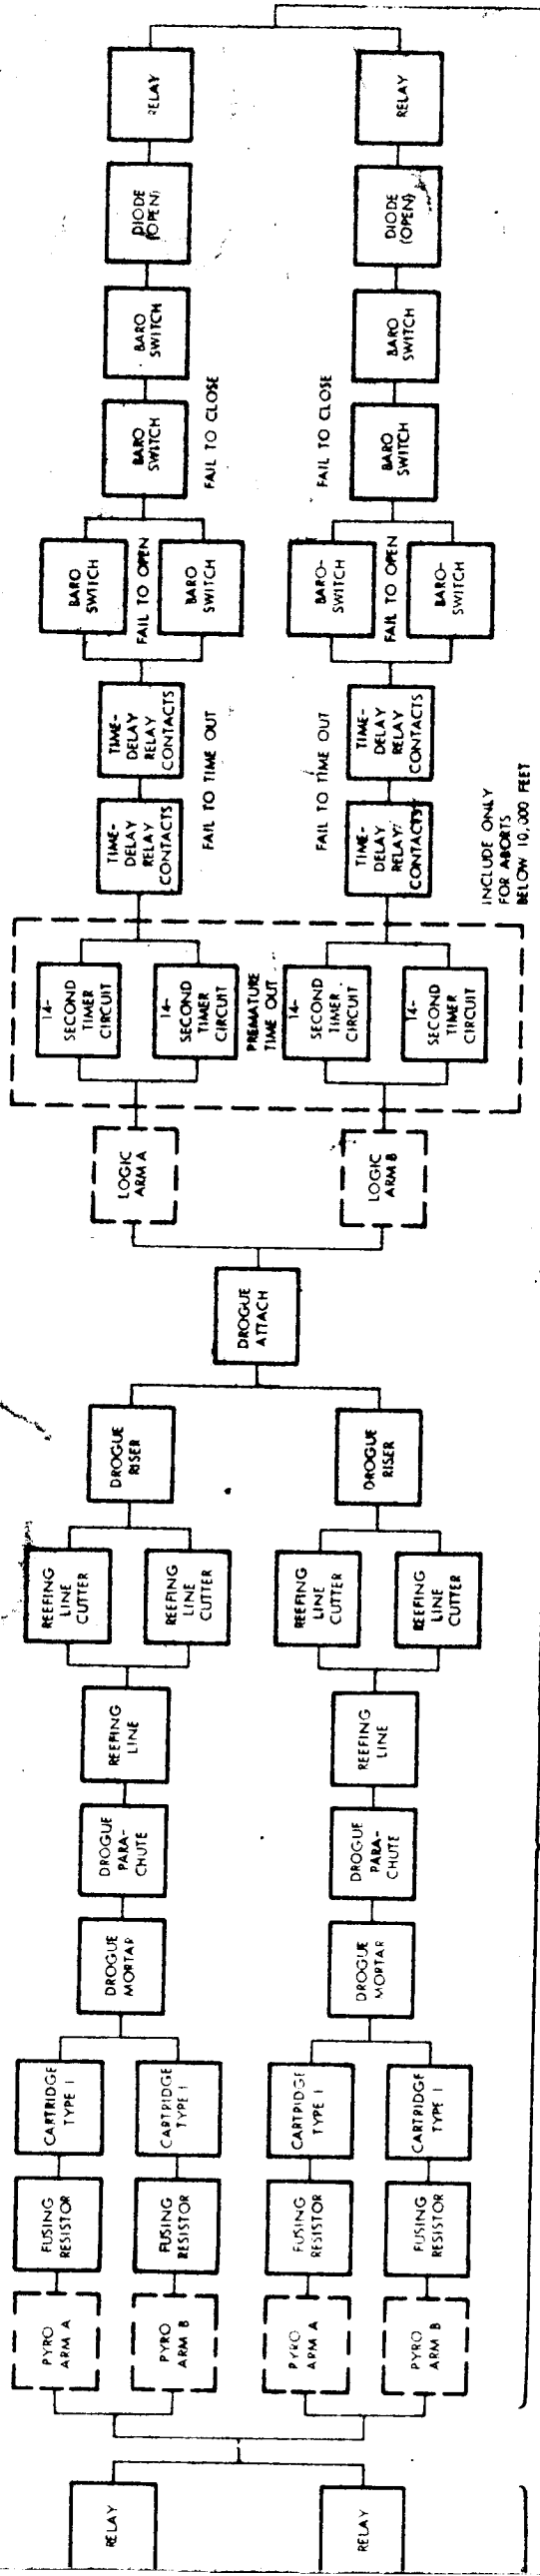 RELAY
RELAY
PYRO
ARM A
PYRO
ARM B
PYRO
ARM A
PYRO
ARM B
FUSING
RESISTOR
FUSING
RESISTOR
FUSING
RESISTOR
FUSING
RESISTOR
CARTRIDGE
TYPE I
CARTRIDGE
TYPE I
CARTRIDGE
TYPE I
CARTRIDGE
TYPE I
DROGUE
MORTAR
DROGUE
MORTAR
DROGUE
PARA-
CHUTE
DROGUE
PARA-
CHUTE
REEFING
LINE
REEFING
LINE
REEFING
LINE
CUTTER
REEFING
LINE
CUTTER
REEFING
LINE
CUTTER
REEFING
LINE
CUTTER
DROGUE
RISER
DROGUE
RISER
DROGUE
ATTACH
LOGIC
ARM A
LOGIC
ARM B
14-
SECOND
TIMER
CIRCUIT
14-
SECOND
TIMER
CIRCUIT
PREMATURE
TIME OUT
14-
SECOND
TIMER
CIRCUIT
14-
SECOND
TIMER
CIRCUIT
INCLUDE ONLY
FOR ABORTS
BELOW 10,000 FEET
TIME-
DELAY
RELAY
CONTACTS
TIME-
DELAY
RELAY
CONTACTS
FAIL TO TIME OUT
FAIL TO TIME OUT
TIME-
DELAY
RELAY
CONTACTS
TIME-
DELAY
RELAY
CONTACTS
BARO
SWITCH
FAIL TO OPEN
BARO
SWITCH
BARO-
SWITCH
FAIL TO OPEN
BARO-
SWITCH
BARO
SWITCH
BARO
SWITCH
FAIL TO CLOSE
FAIL TO CLOSE
BARO
SWITCH
BARO
SWITCH
DIODE
(OPEN)
DIODE
(OPEN)
RELAY
RELAY